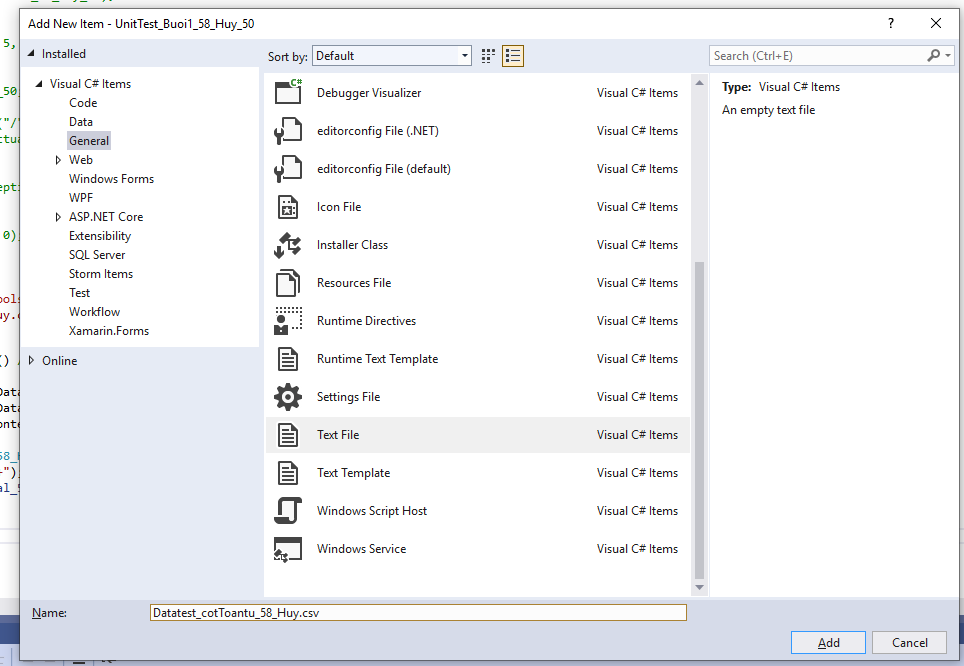 Add New Item - UnitTest_Buoi1_58_Huy_50
? ×
Installed
Sort by: Default
Search (Ctrl+E)
Visual C# Items
Code
Data
General
Web
Windows Forms
WPF
ASP.NET Core
Extensibility
SQL Server
Storm Items
Test
Workflow
Xamarin.Forms
Online
C#
Debugger Visualizer Visual C# Items
editorconfig File (.NET) Visual C# Items
editorconfig File (default) Visual C# Items
Icon File Visual C# Items
Installer Class Visual C# Items
Resources File Visual C# Items
Runtime Directives Visual C# Items
Runtime Text Template Visual C# Items
Settings File Visual C# Items
Text File Visual C# Items
Text Template Visual C# Items
Windows Script Host Visual C# Items
Windows Service Visual C# Items
Type: Visual C# Items
An empty text file
Name: Datatest_cotToantu_58_Huy.csv
Add Cancel